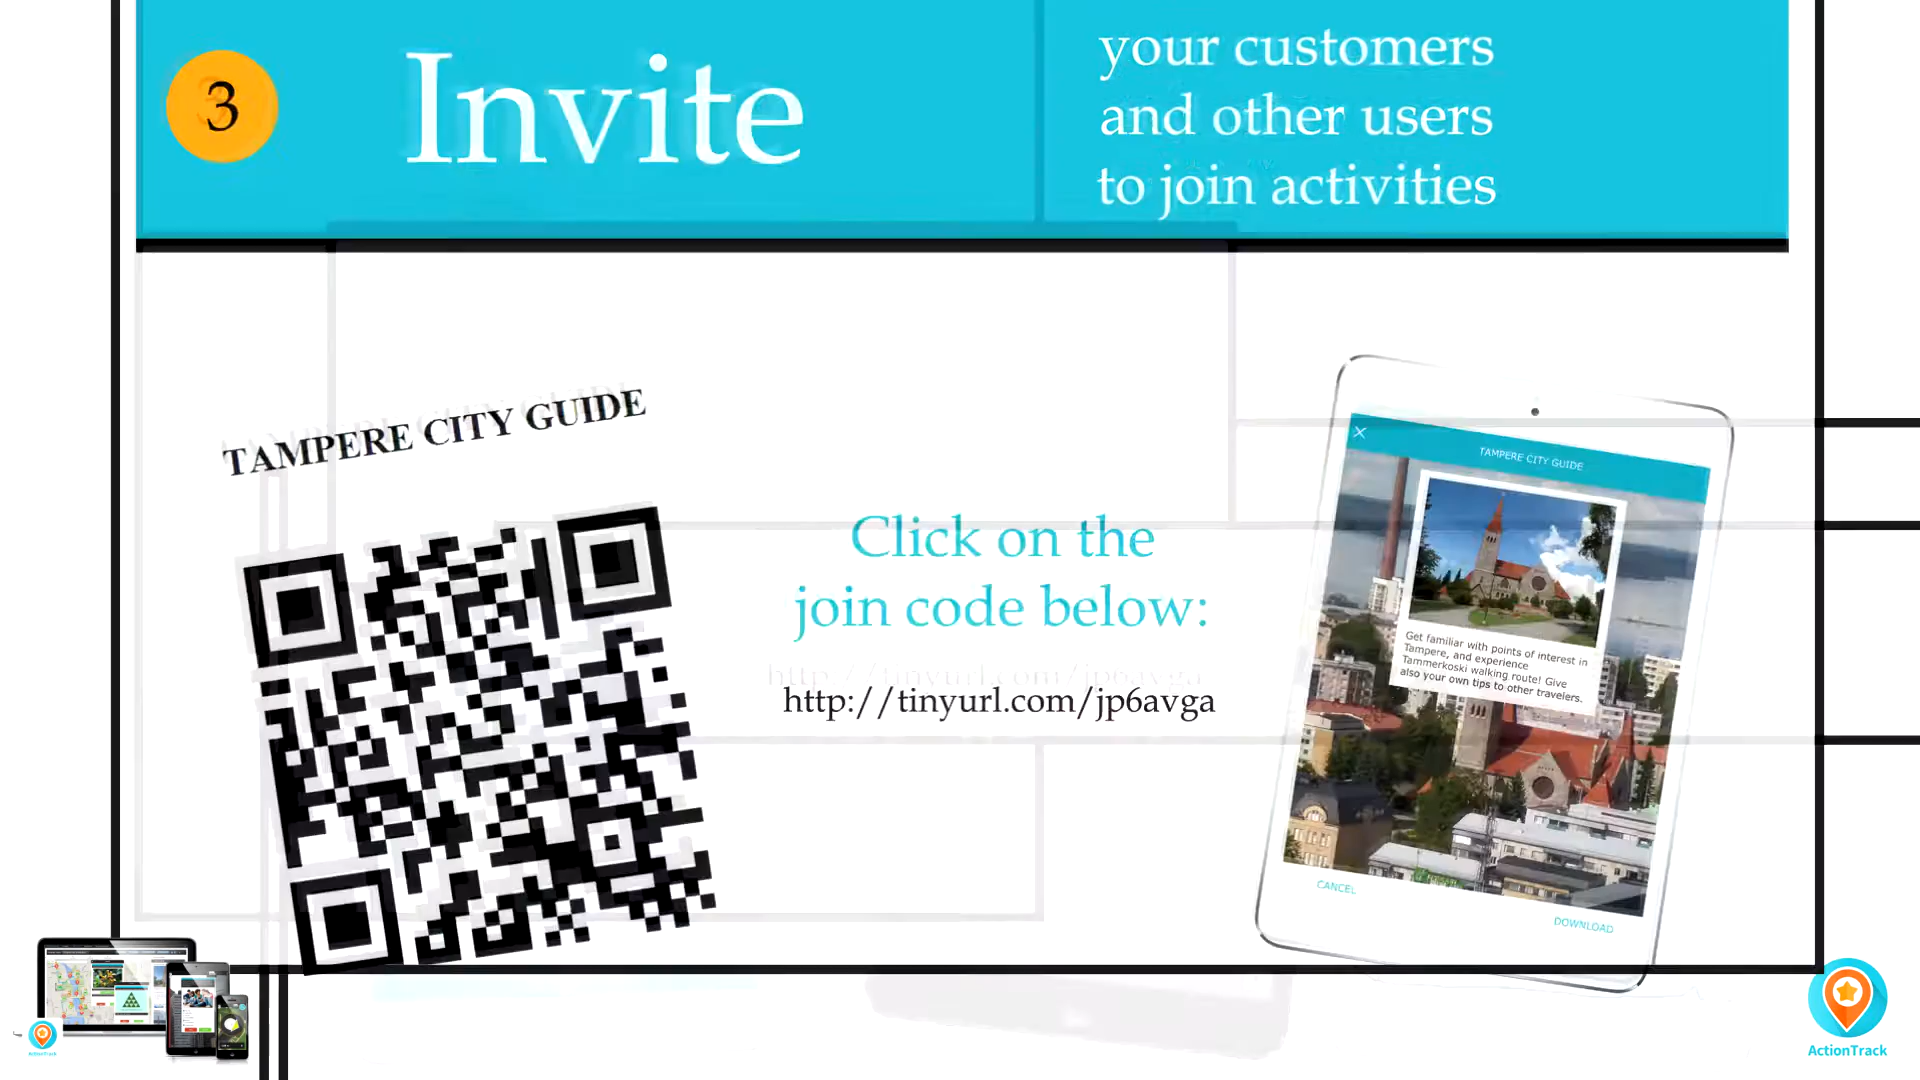 3
Invite
your customers
and other users
to join activities
TAMPERE CITY GUIDE
Click on the
join code below:
http://tinyurl.com/jp6avga
TAMPERE CITY GUIDE
Get familiar with points of interest in
Tampere, and experience
Tammerkoski walking route! Give
also your own tips to other travelers.
CANCEL
DOWNLOAD
ActionTrack
ActionTrack